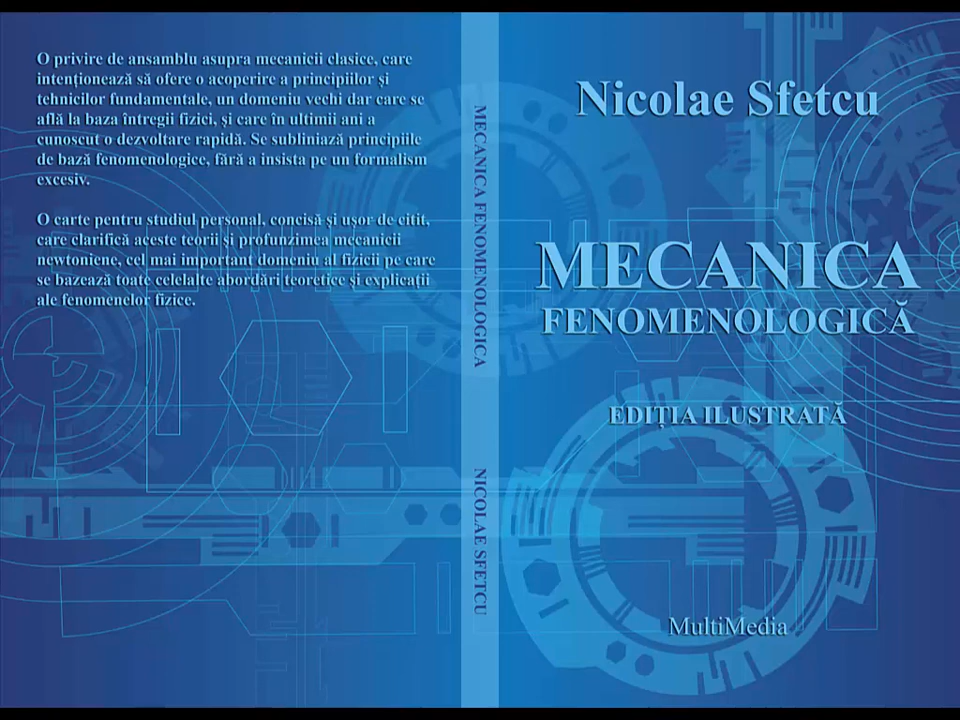 O privire de ansamblu asupra mecanicii clasice, care
intenționează să ofere o acoperire a principiilor și
tehnicilor fundamentale, un domeniu vechi dar care se
află la baza întregii fizici, și care în ultimii ani a
cunoscut o dezvoltare rapidă. Se subliniază principiile
de bază fenomenologice, fără a insista pe un formalism
excesiv.
O carte pentru studiul personal, concisă și ușor de citit,
care clarifică aceste teorii și profunzimea mecanicii
newtoniene, cel mai important domeniu al fizicii pe care
se bazează toate celelalte abordări teoretice și explicații
ale fenomenelor fizice.
MECANICA FENOMENOLOGICA
NICOLAE SFETCU
Nicolae Sfetcu
MECANICA
FENOMENOLOGICĂ
EDIȚIA ILUSTRATĂ
MultiMedia